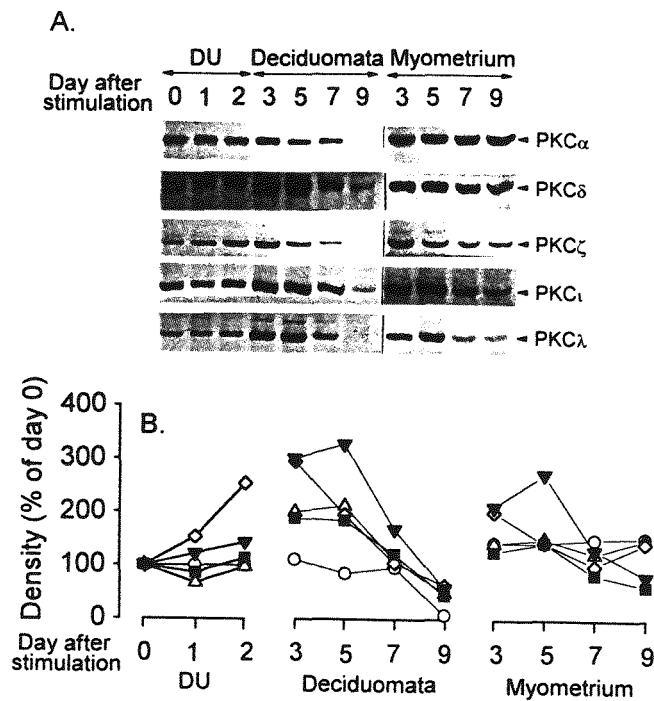 A.
DU Deciduomata Myometrium
Day after stimulation 0 1 2 3 5 7 9 3 5 7 9
PKCα
PKCδ
PKCζ
PKCι
PKCλ
B.
Density (% of day 0)
400
300
200
100
0
Day after stimulation 0 1 2 3 5 7 9 3 5 7 9
DU Deciduomata Myometrium